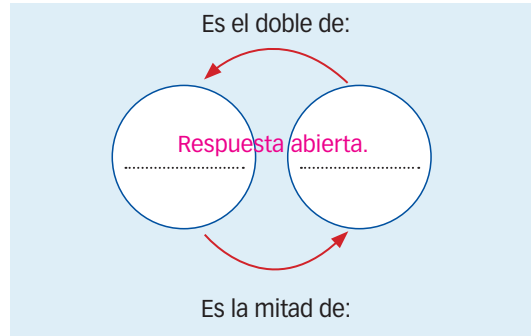 Es el doble de:
Respuesta abierta.
Es la mitad de: